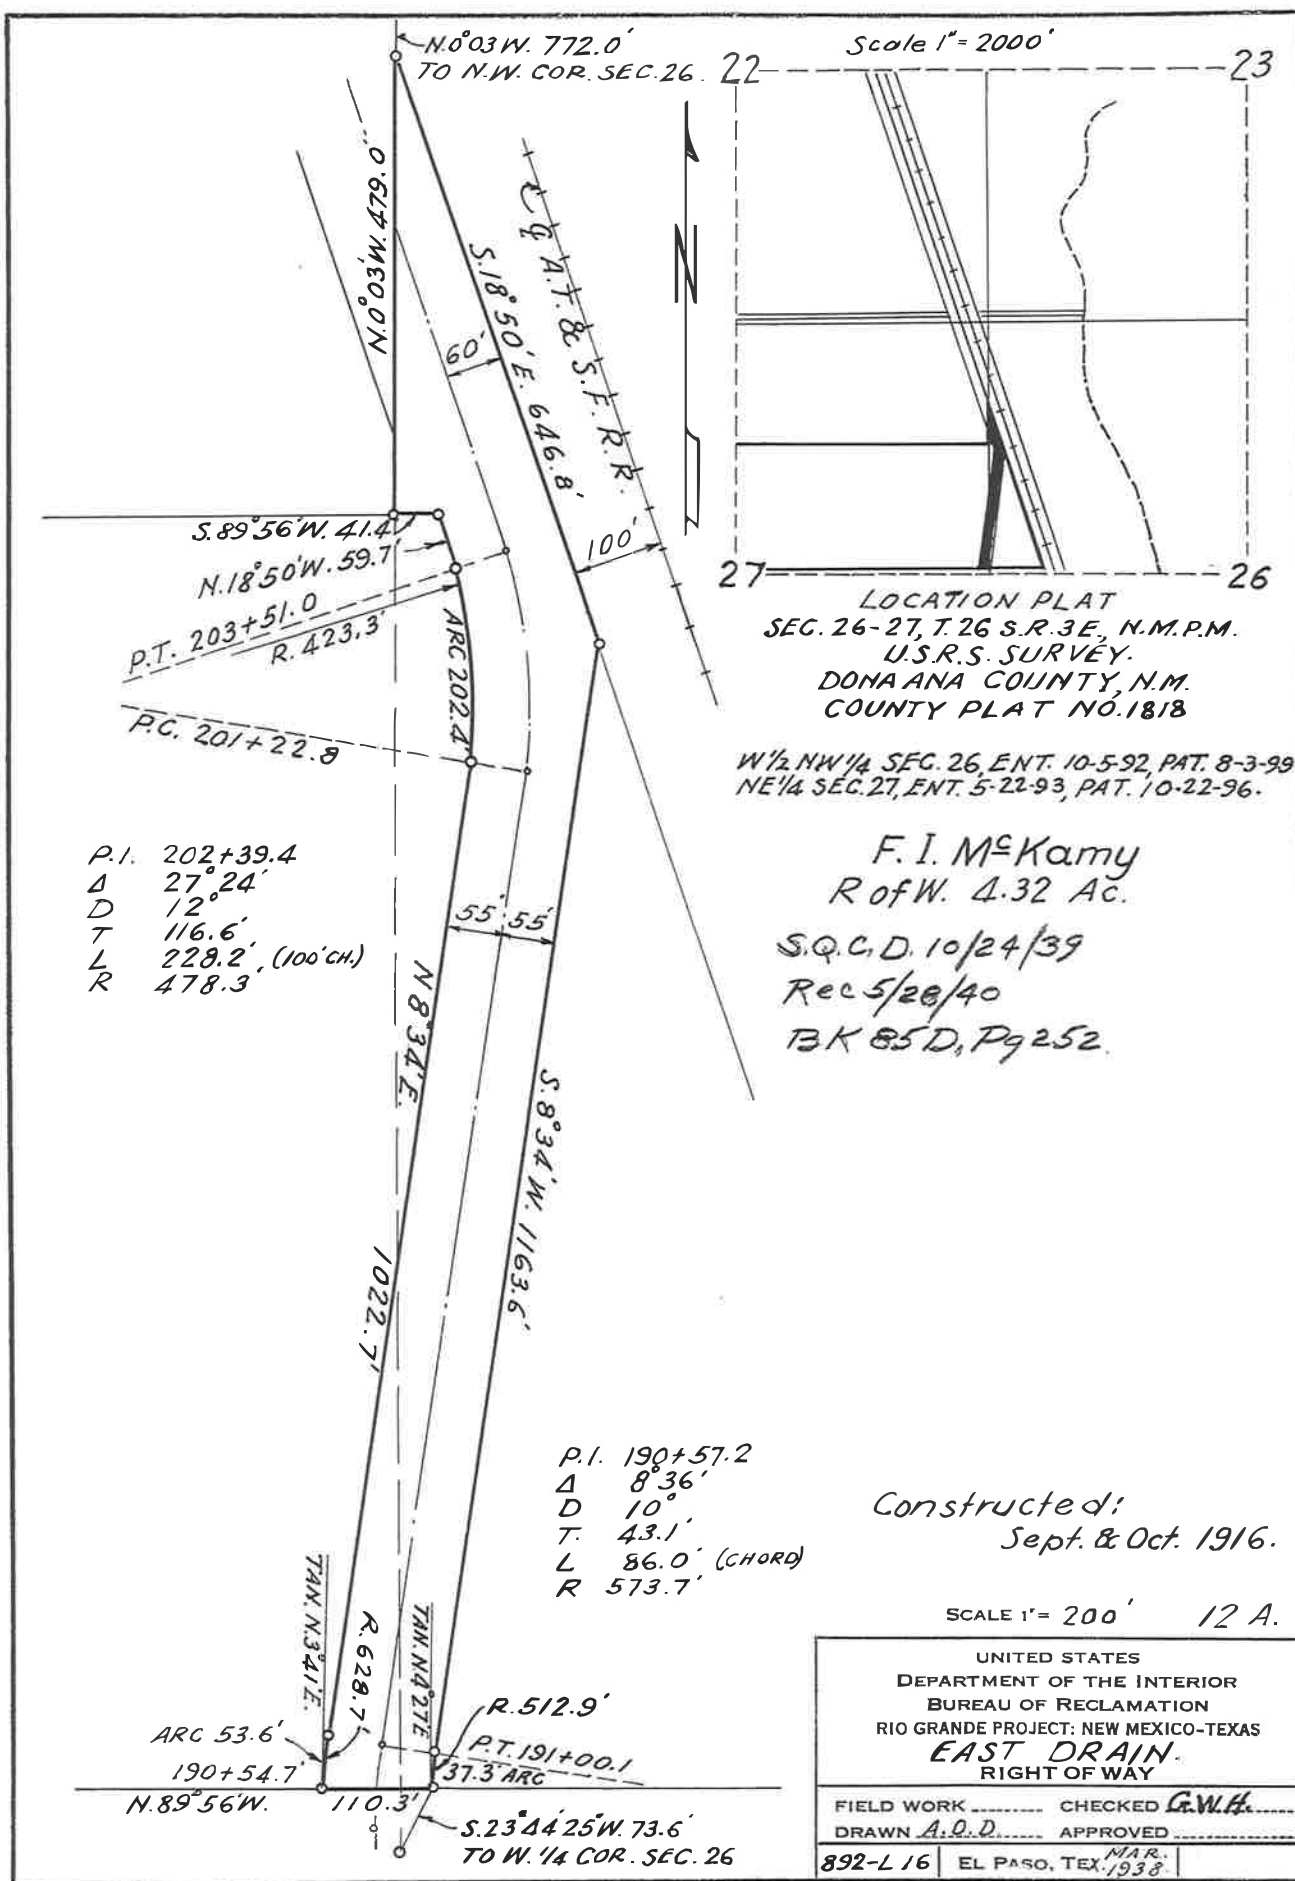 N.0°03'W. 772.0'
TO N.W. COR. SEC. 26.
Scale 1"= 2000'
22
23
N.0°03'W. 479.0'
S.18°50'E. 646.8'
℄ A.T. & S.F. R.R.
N
60'
100'
S.89°56'W. 41.4'
N.18°50'W. 59.7'
P.T. 203+51.0
R. 423.3'
ARC 202.4'
P.C. 201+22.8
27
26
LOCATION PLAT
SEC. 26-27, T. 26 S. R. 3E., N.M.P.M.
U.S.R.S. SURVEY.
DONA ANA COUNTY, N.M.
COUNTY PLAT NO. 1818
W½ NW¼ SEC. 26, ENT. 10-5-92, PAT. 8-3-99
NE¼ SEC. 27, ENT. 5-22-93, PAT. 10-22-96.
F. I. McKamy
R of W. 4.32 Ac.
S.Q.C.D. 10/24/39
Rec 5/28/40
BK 85D, Pg 252.
P.I. 202+39.4
Δ 27°24'
D 12°
T 116.6'
L 228.2', (100' CH.)
R 478.3
55' 55'
N 8°34' E.
1022.7'
S.8°34'W. 1163.6'
P.I. 190+57.2
Δ 8°36'
D 10°
T. 43.1'
L 86.0' (CHORD)
R 573.7'
Constructed:
Sept. & Oct. 1916.
TAN. N.3°41'E.
R. 628.7'
TAN. N4°27'E
R. 512.9'
ARC 53.6'
190+54.7'
P.T. 191+00.1
37.3' ARC
N. 89°56'W.
110.3'
S.23°44'25"W. 73.6'
TO W. ¼ COR. SEC. 26
SCALE 1"= 200' 12 A.
UNITED STATES
DEPARTMENT OF THE INTERIOR
BUREAU OF RECLAMATION
RIO GRANDE PROJECT: NEW MEXICO-TEXAS
EAST DRAIN.
RIGHT OF WAY
FIELD WORK CHECKED G.W.H.
DRAWN A.O.D. APPROVED
892-L 16 EL PASO, TEX. MAR. 1938